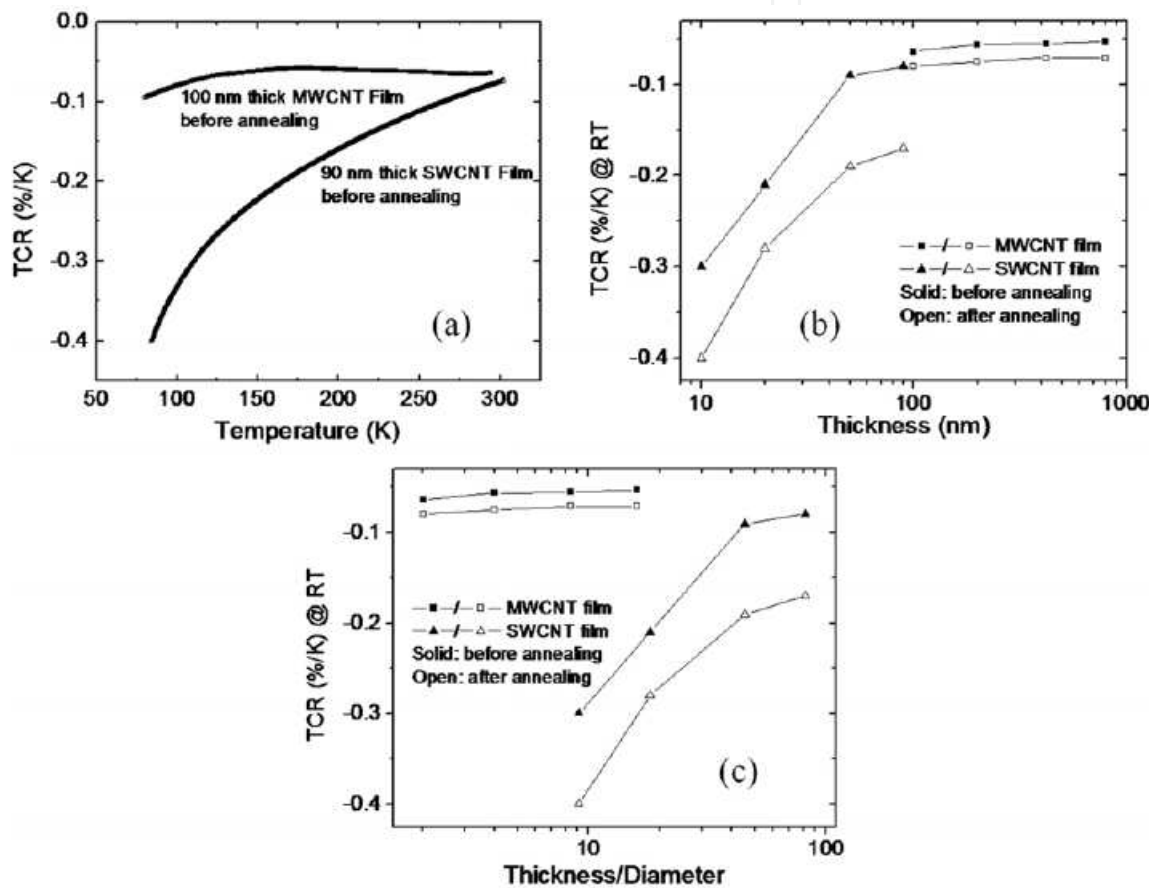 0.0
-0.1
-0.2
-0.3
-0.4
TCR (%/K)
100 nm thick MWCNT Film
before annealing
90 nm thick SWCNT Film
before annealing
(a)
50 100 150 200 250 300
Temperature (K)
-0.1
-0.2
-0.3
-0.4
TCR (%/K) @ RT
MWCNT film
SWCNT film
Solid: before annealing
Open: after annealing
(b)
10 100 1000
Thickness (nm)
-0.1
-0.2
-0.3
-0.4
TCR (%/K) @ RT
MWCNT film
SWCNT film
Solid: before annealing
Open: after annealing
(c)
10 100
Thickness/Diameter